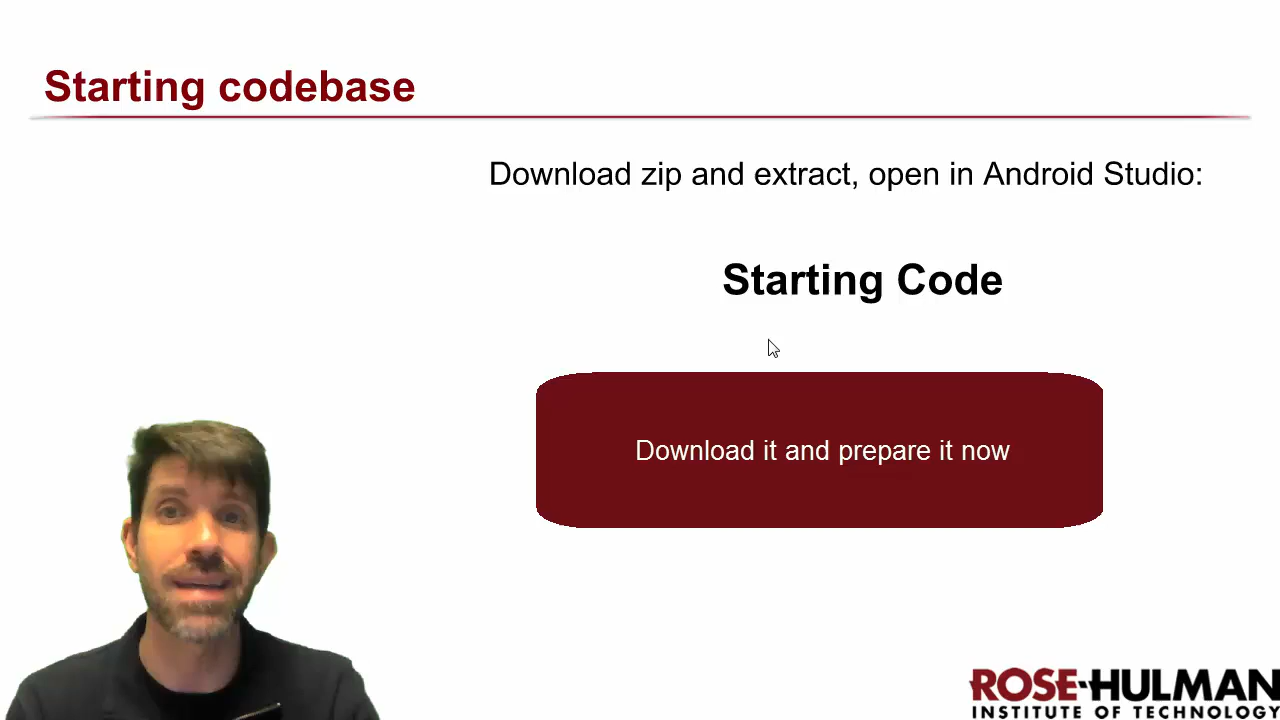 Starting codebase
Download zip and extract, open in Android Studio:
Starting Code
Download it and prepare it now
ROSE-HULMAN
INSTITUTE OF TECHNOLOGY